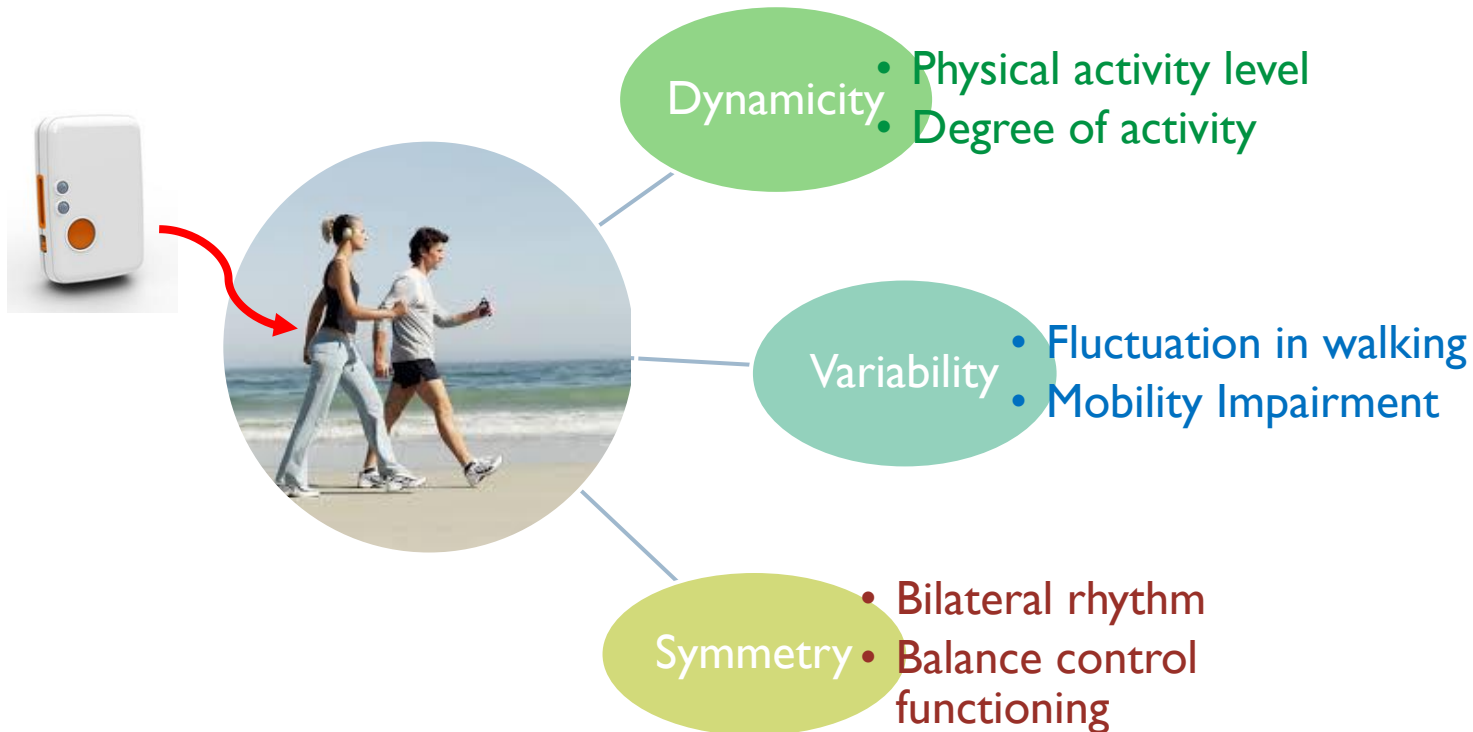 Dynamicity
• Physical activity level
• Degree of activity
Variability
• Fluctuation in walking
• Mobility Impairment
Symmetry
• Bilateral rhythm
• Balance control
functioning